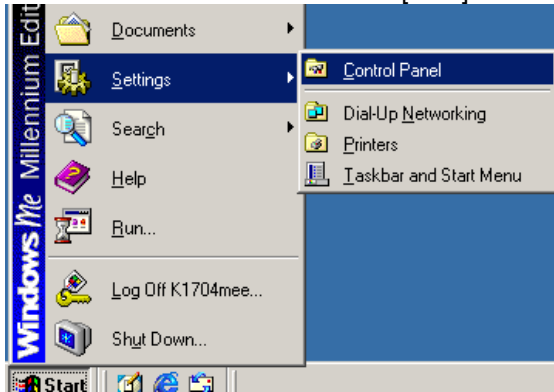 Documents
Settings
Search
Help
Run...
Log Off K1704mee...
Shut Down...
Control Panel
Dial-Up Networking
Printers
Taskbar and Start Menu
Windows Me Millennium Edit
Start